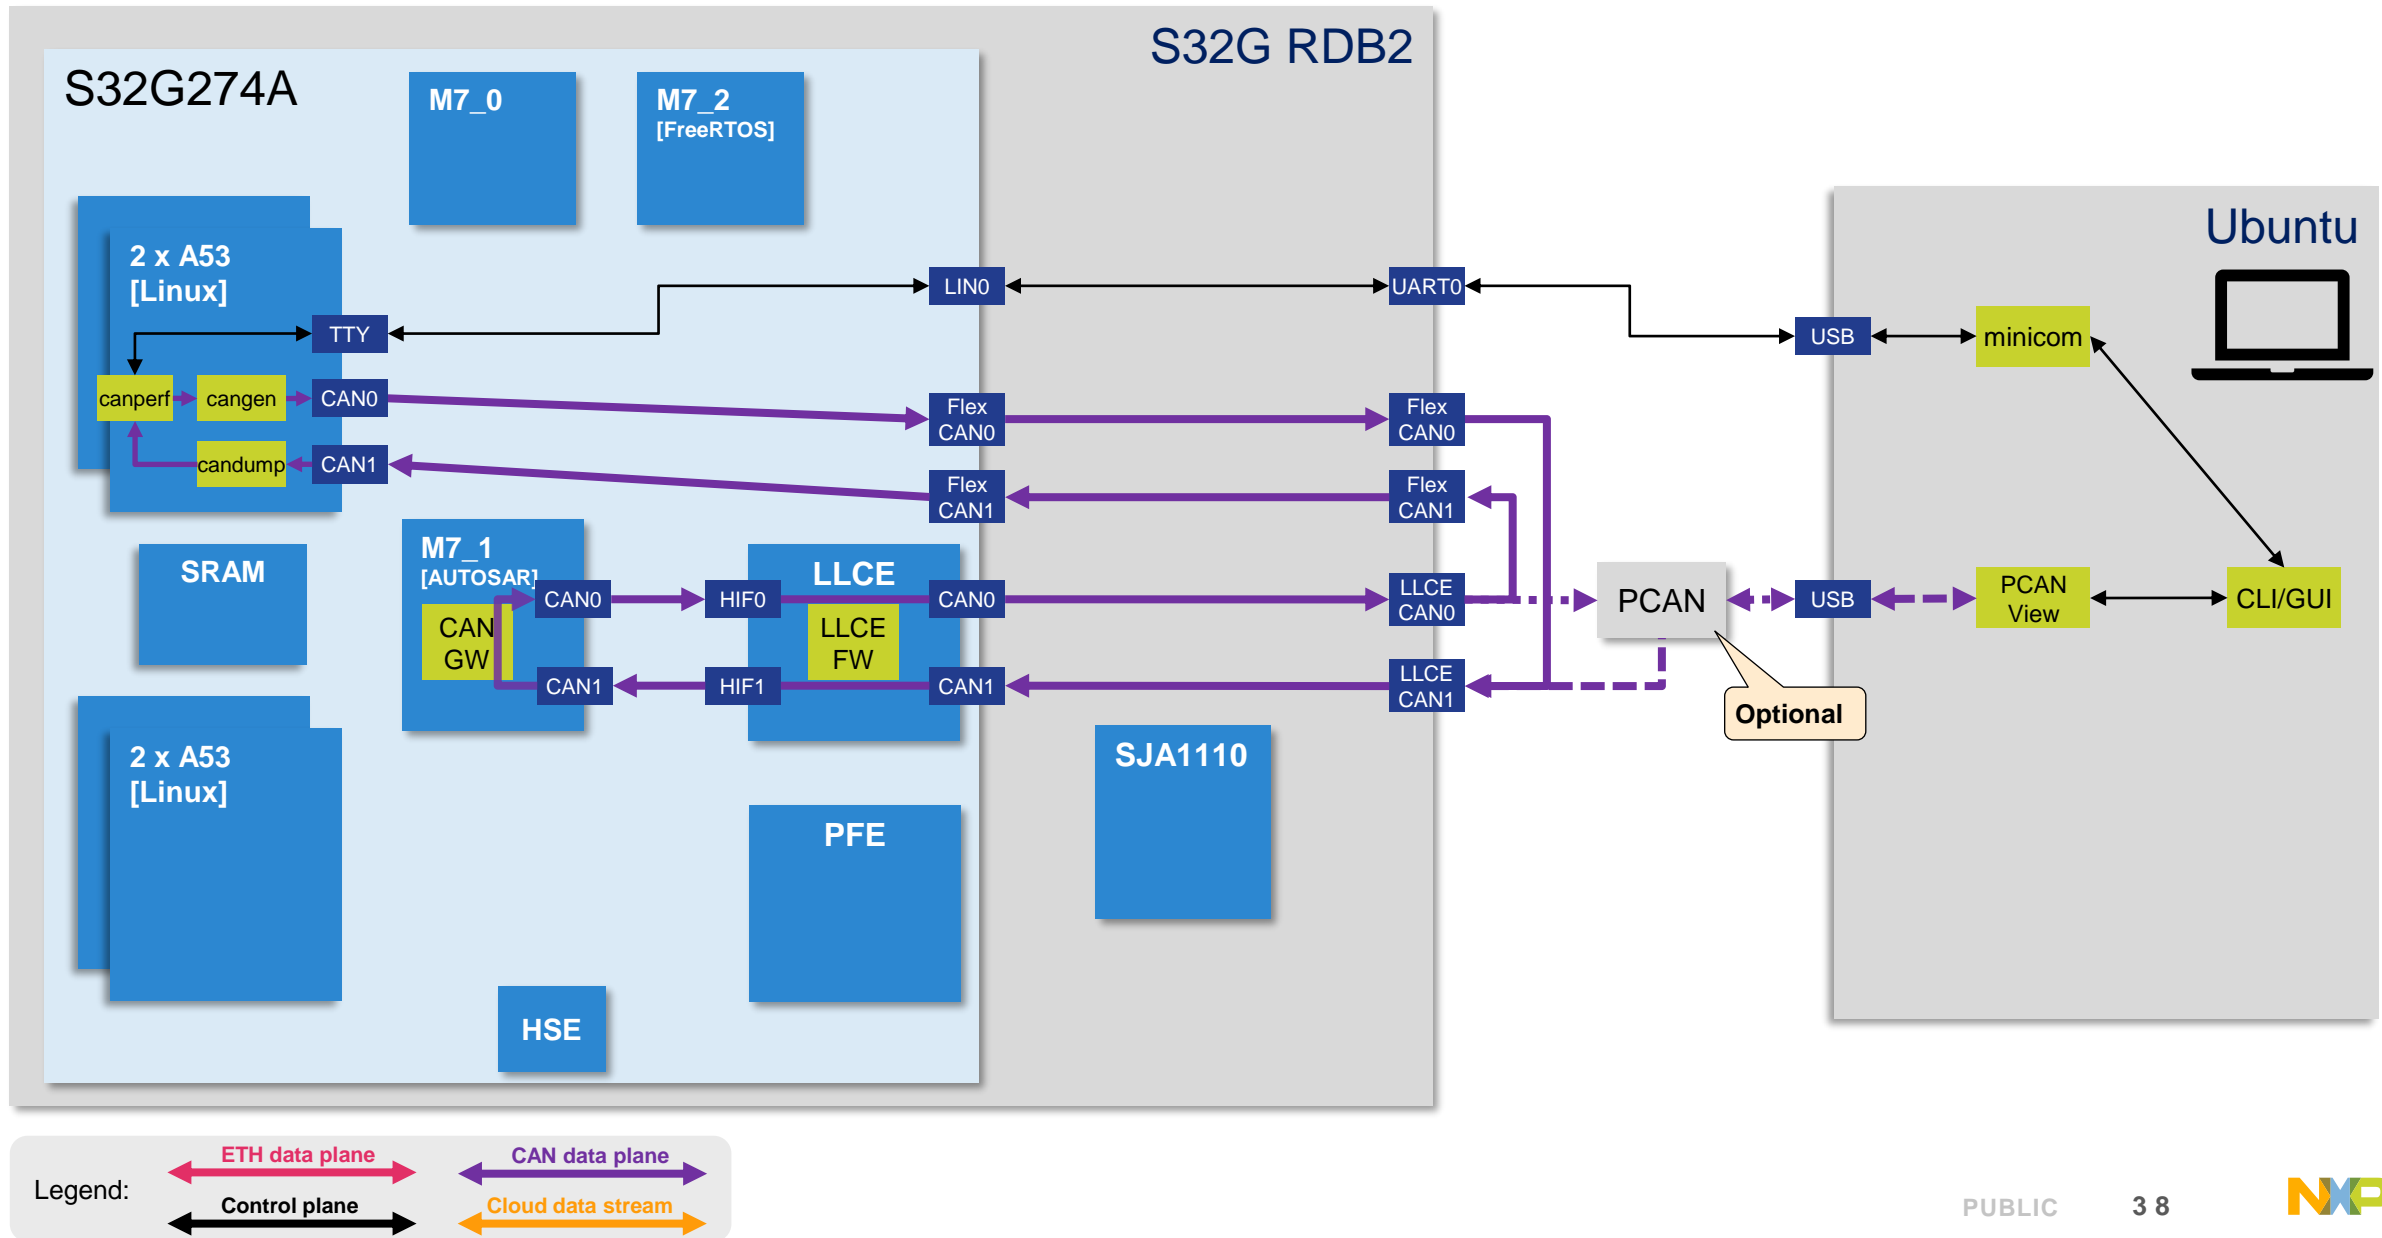 S32G RDB2
S32G274A
M7_0
M7_2
[FreeRTOS]
Ubuntu
2 x A53
[Linux]
LIN0
UART0
TTY
USB
minicom
canperf
cangen
CAN0
Flex
CAN0
Flex
CAN0
candump
CAN1
Flex
CAN1
Flex
CAN1
SRAM
M7_1
[AUTOSAR]
LLCE
CAN0
HIF0
CAN0
LLCE
CAN0
PCAN
USB
PCAN
View
CLI/GUI
CAN
GW
LLCE
FW
CAN1
HIF1
CAN1
LLCE
CAN1
Optional
2 x A53
[Linux]
SJA1110
PFE
HSE
Legend:
ETH data plane
CAN data plane
Control plane
Cloud data stream
PUBLIC
38
NXP